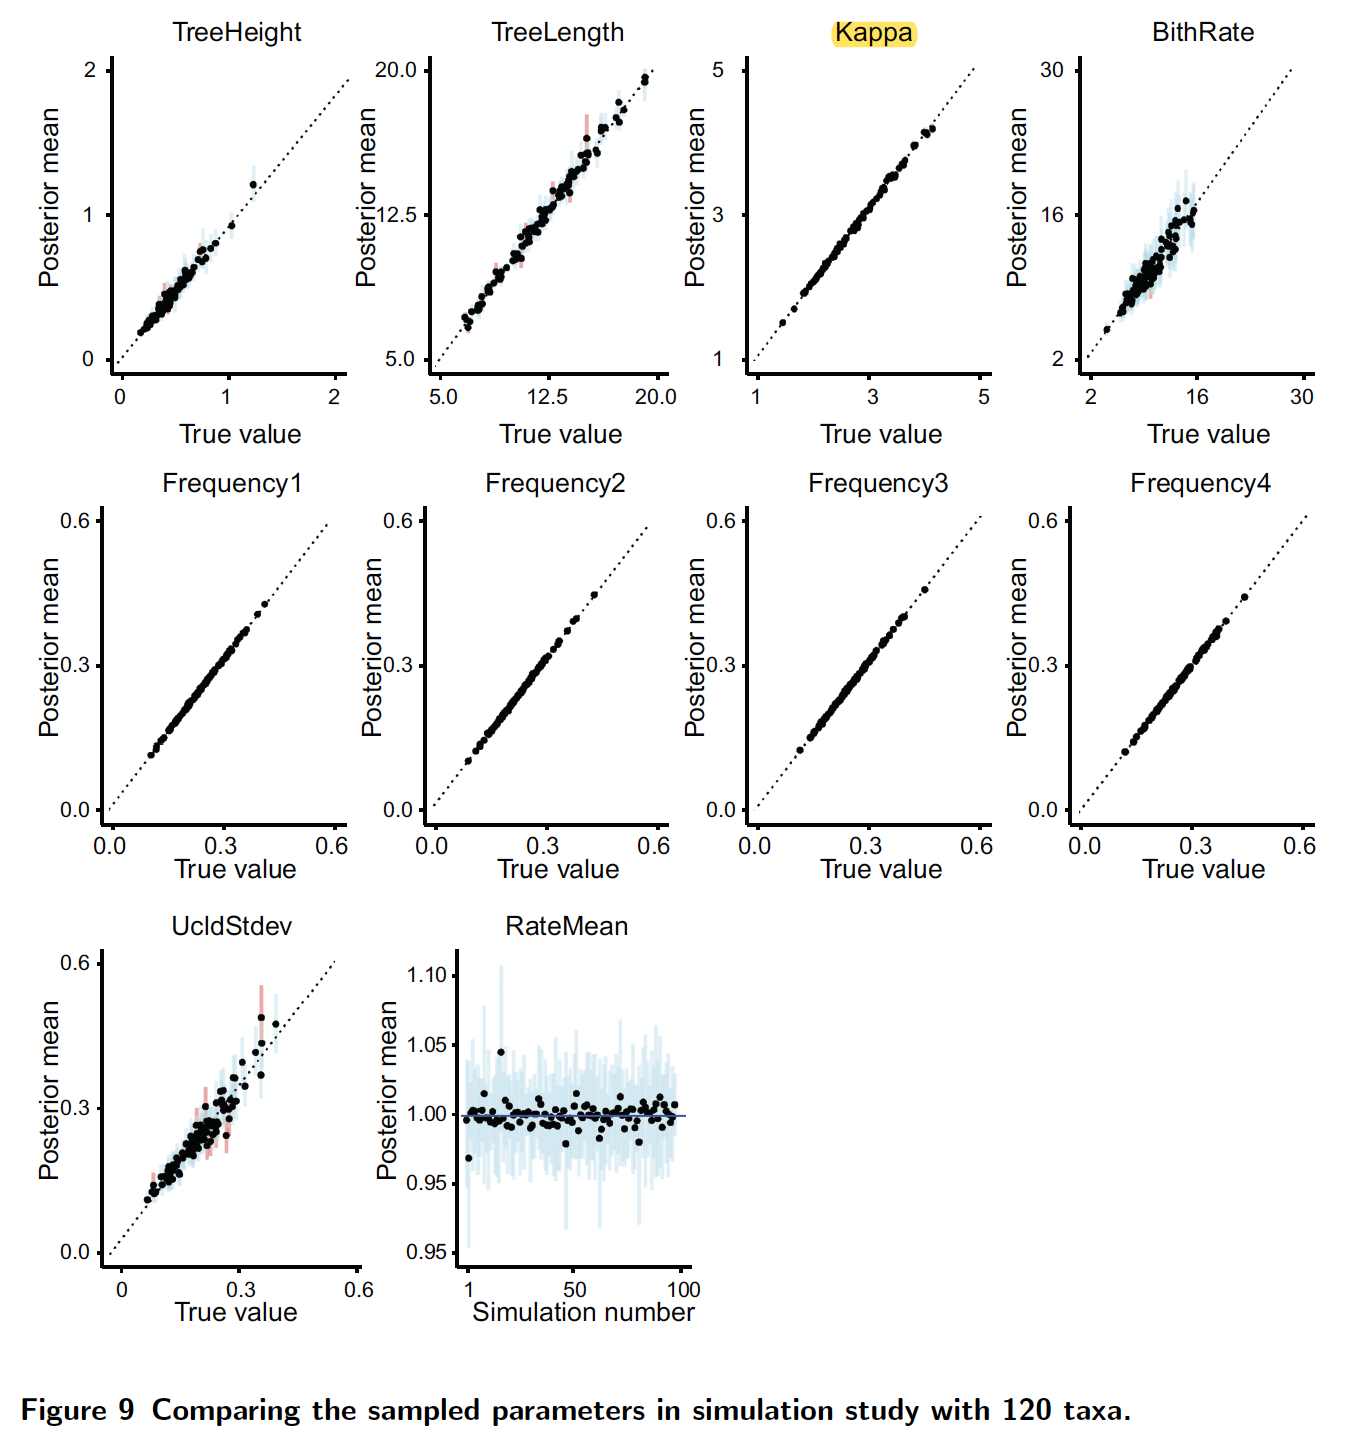 TreeHeight TreeLength Kappa BithRate
2 20.0 5 30
Posterior mean Posterior mean Posterior mean Posterior mean
1 12.5 3 16
0 5.0 1 2
0 1 2 5.0 12.5 20.0 1 3 5 2 16 30
True value True value True value True value
Frequency1 Frequency2 Frequency3 Frequency4
0.6 0.6 0.6 0.6
Posterior mean Posterior mean Posterior mean Posterior mean
0.3 0.3 0.3 0.3
0.0 0.0 0.0 0.0
0.0 0.3 0.6 0.0 0.3 0.6 0.0 0.3 0.6 0.0 0.3 0.6
True value True value True value True value
UcldStdev RateMean
0.6 1.10
1.05
Posterior mean Posterior mean
0.3 1.00
0.95
0.0 0.95
0 0.3 0.6 1 50 100
True value Simulation number
Figure 9 Comparing the sampled parameters in simulation study with 120 taxa.